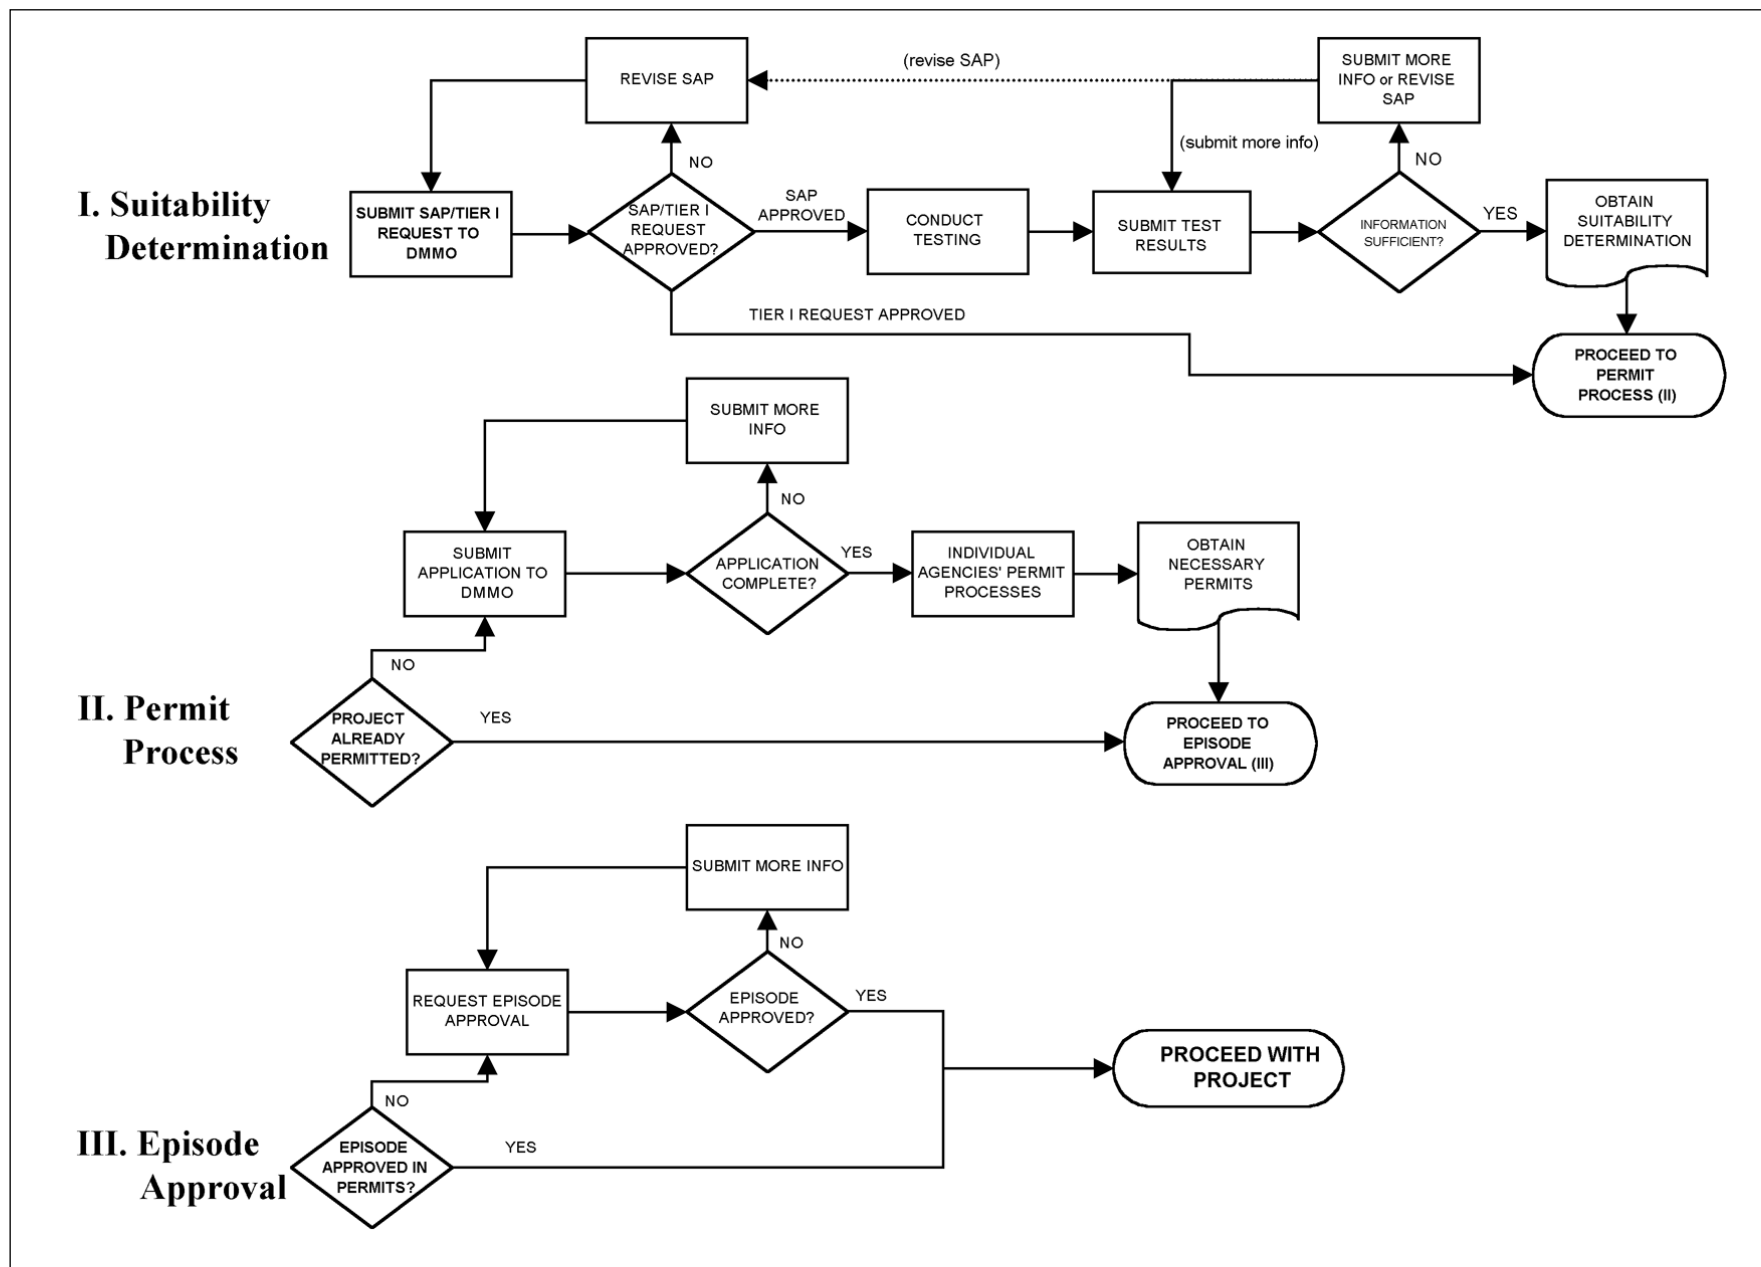 REVISE SAP
(revise SAP)
SUBMIT MORE
INFO or REVISE
SAP
NO
(submit more info)
NO
I. Suitability
Determination
SUBMIT SAP/TIER I
REQUEST TO
DMMO
SAP/TIER I
REQUEST
APPROVED?
SAP
APPROVED
CONDUCT
TESTING
SUBMIT TEST
RESULTS
INFORMATION
SUFFICIENT?
YES
OBTAIN
SUITABILITY
DETERMINATION
TIER I REQUEST APPROVED
PROCEED TO
PERMIT
PROCESS (II)
SUBMIT MORE
INFO
NO
SUBMIT
APPLICATION TO
DMMO
APPLICATION
COMPLETE?
YES
INDIVIDUAL
AGENCIES' PERMIT
PROCESSES
OBTAIN
NECESSARY
PERMITS
NO
II. Permit
Process
PROJECT
ALREADY
PERMITTED?
YES
PROCEED TO
EPISODE
APPROVAL (III)
SUBMIT MORE INFO
NO
REQUEST EPISODE
APPROVAL
EPISODE
APPROVED?
YES
PROCEED WITH
PROJECT
NO
III. Episode
Approval
EPISODE
APPROVED IN
PERMITS?
YES